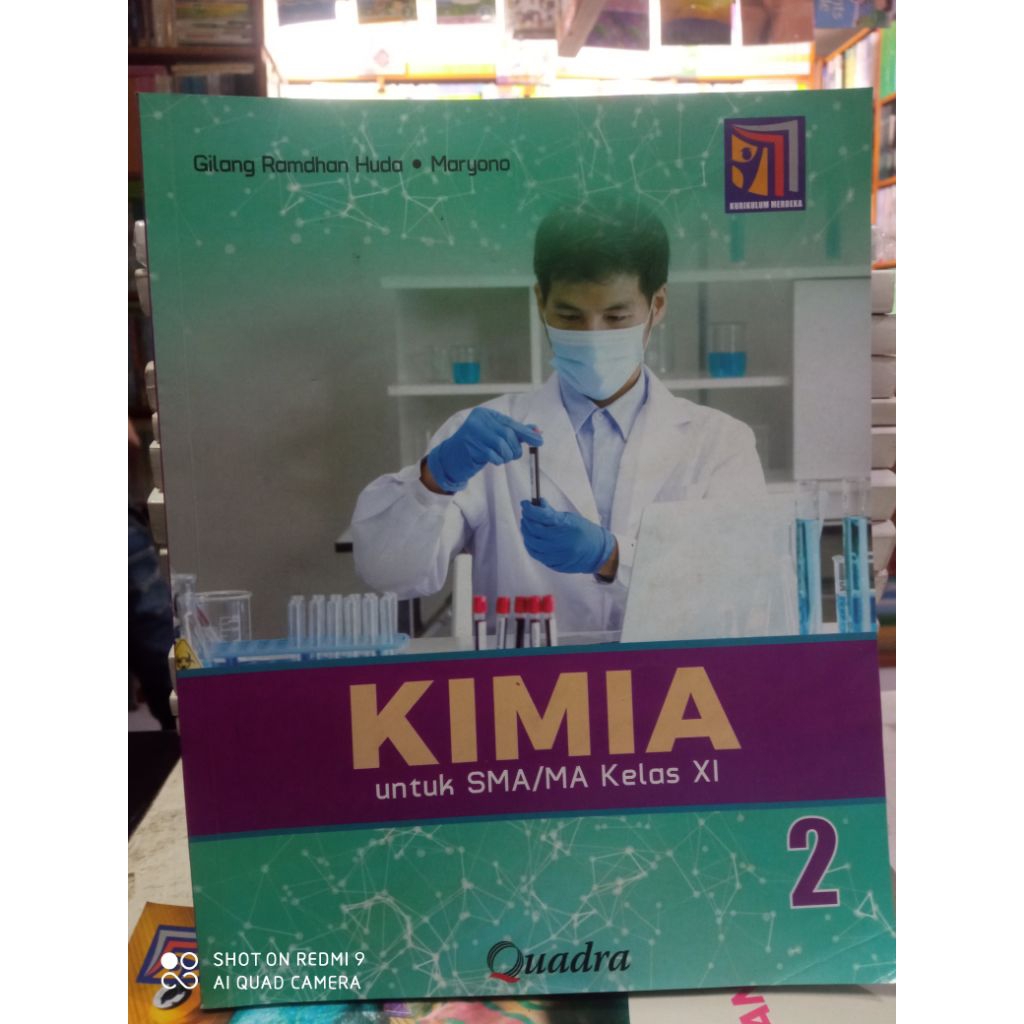 Gilang Ramdhan Huda • Maryono
KURIKULUM MERDEKA
KIMIA
untuk SMA/MA Kelas XI
2
Quadra
SHOT ON REDMI 9
AI QUAD CAMERA